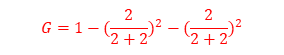 G = 1 − (2/(2+2))² − (2/(2+2))²